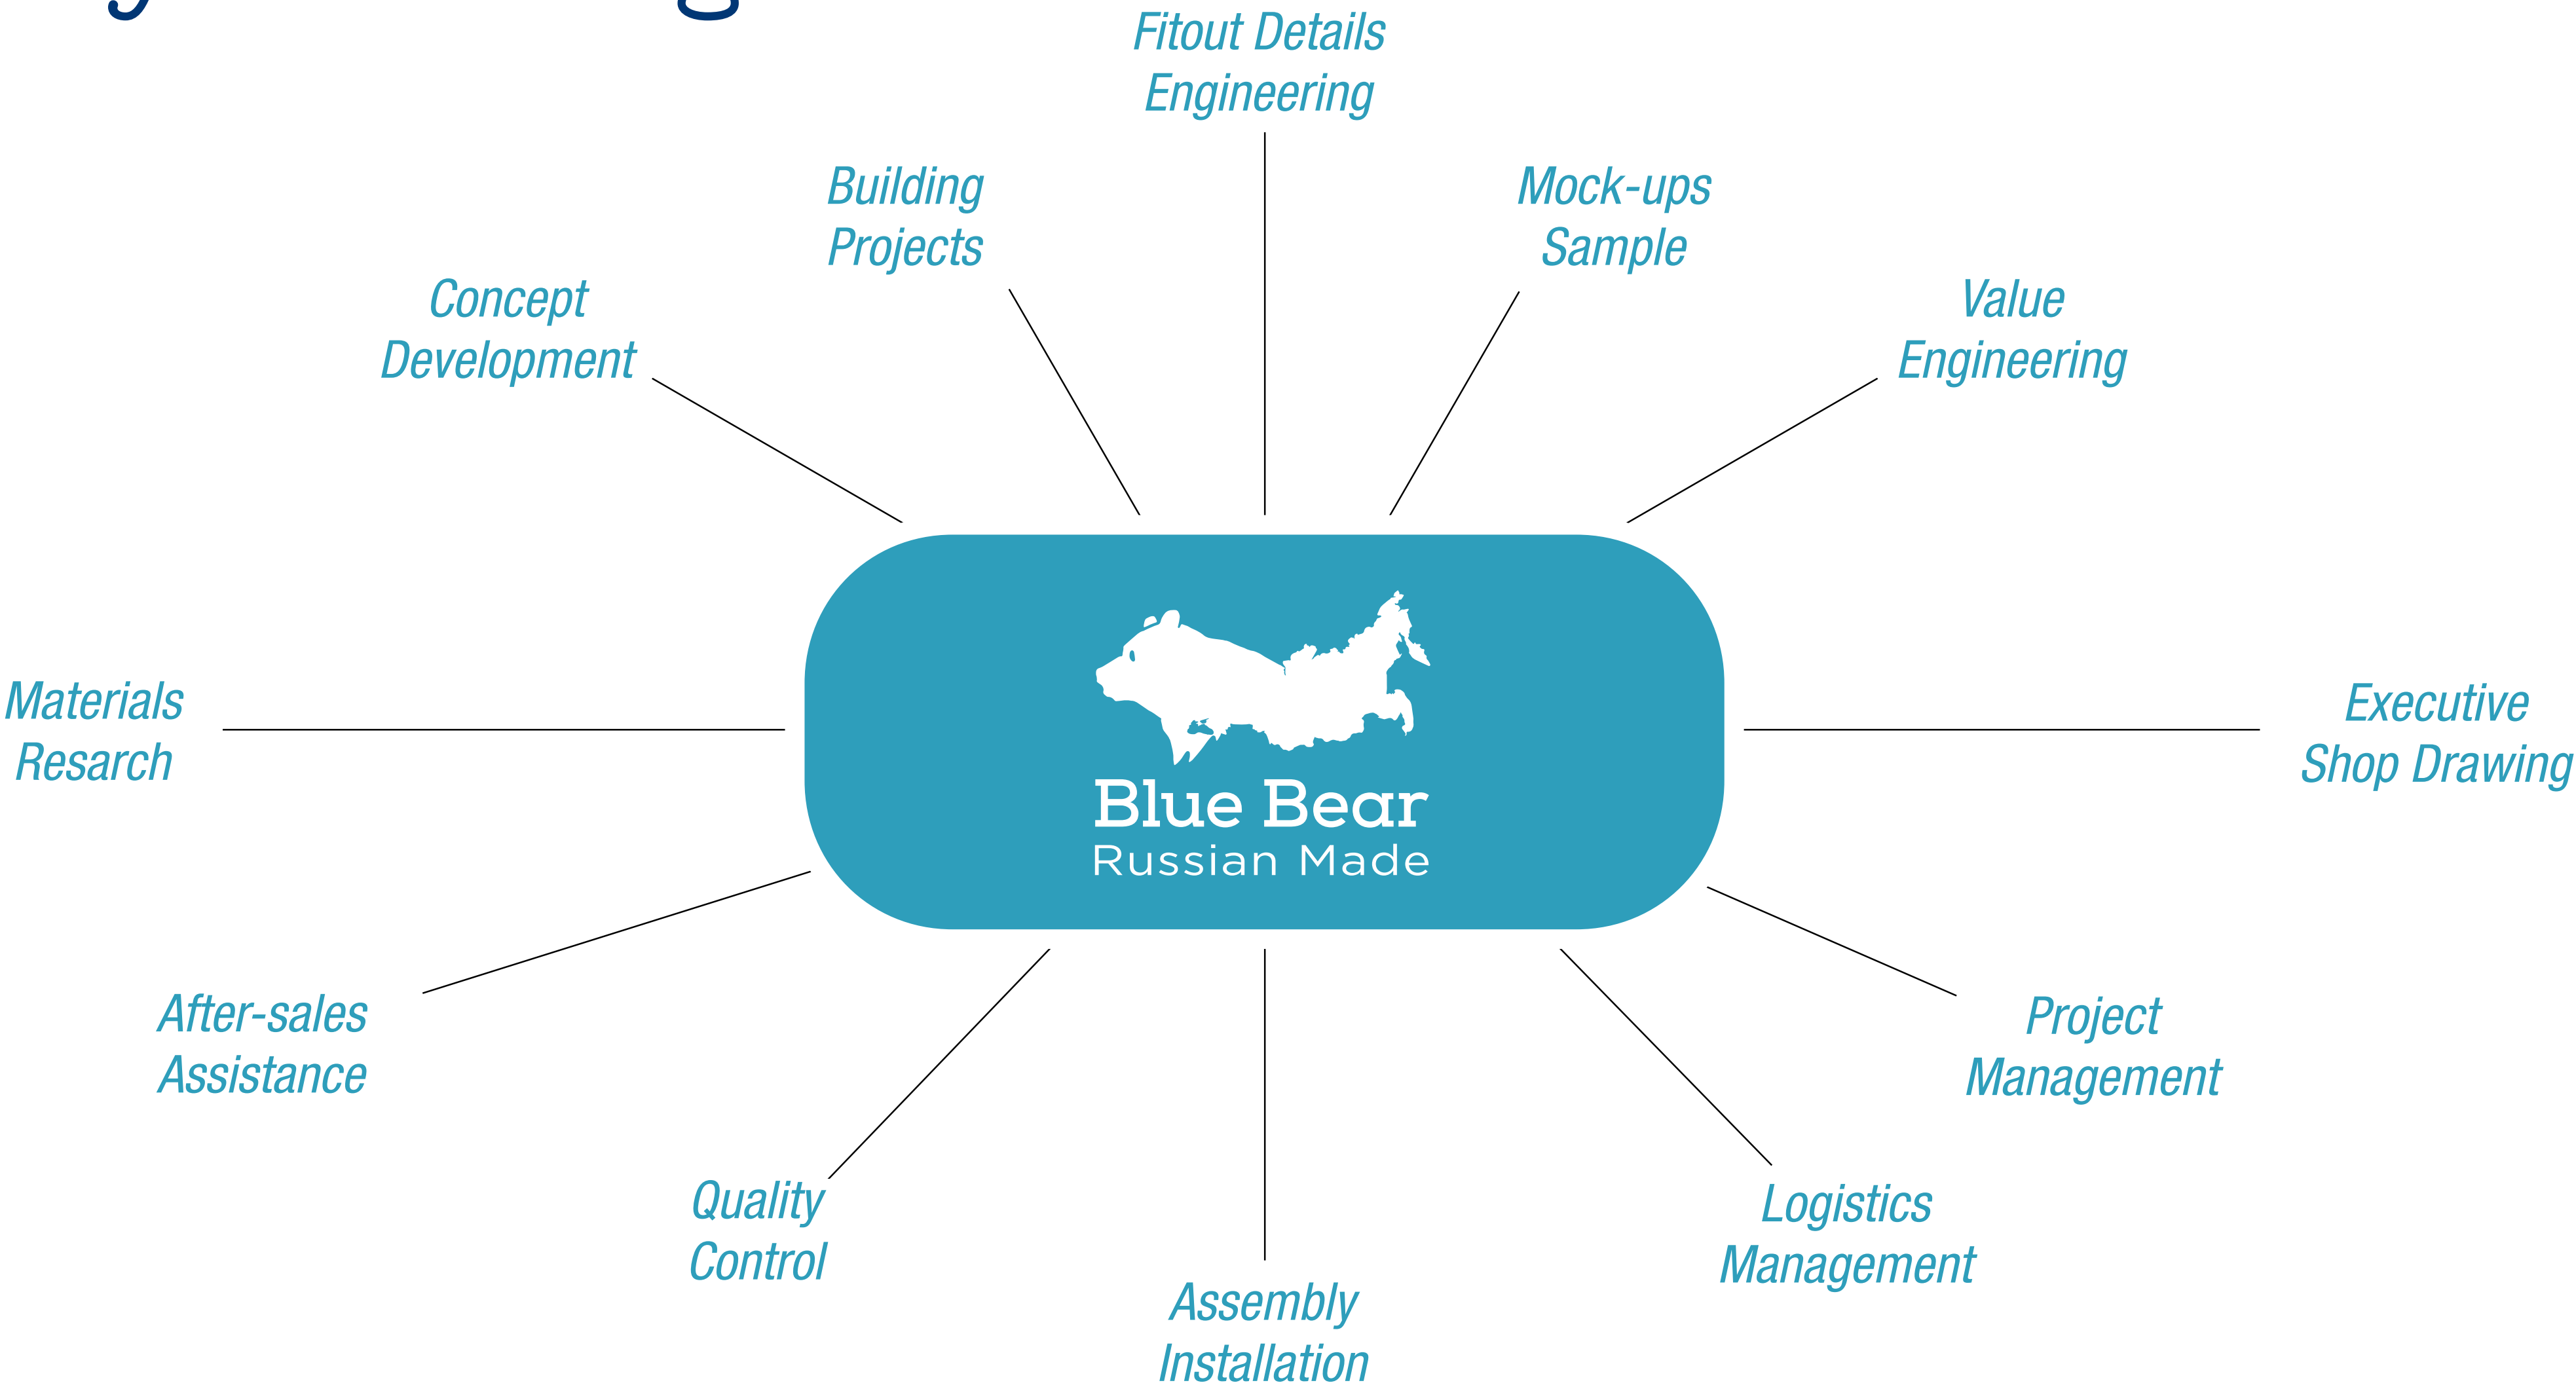 Fitout Details
Engineering
Building
Projects
Mock-ups
Sample
Concept
Development
Value
Engineering
Materials
Resarch
Blue Bear
Russian Made
Executive
Shop Drawing
After-sales
Assistance
Project
Management
Quality
Control
Logistics
Management
Assembly
Installation